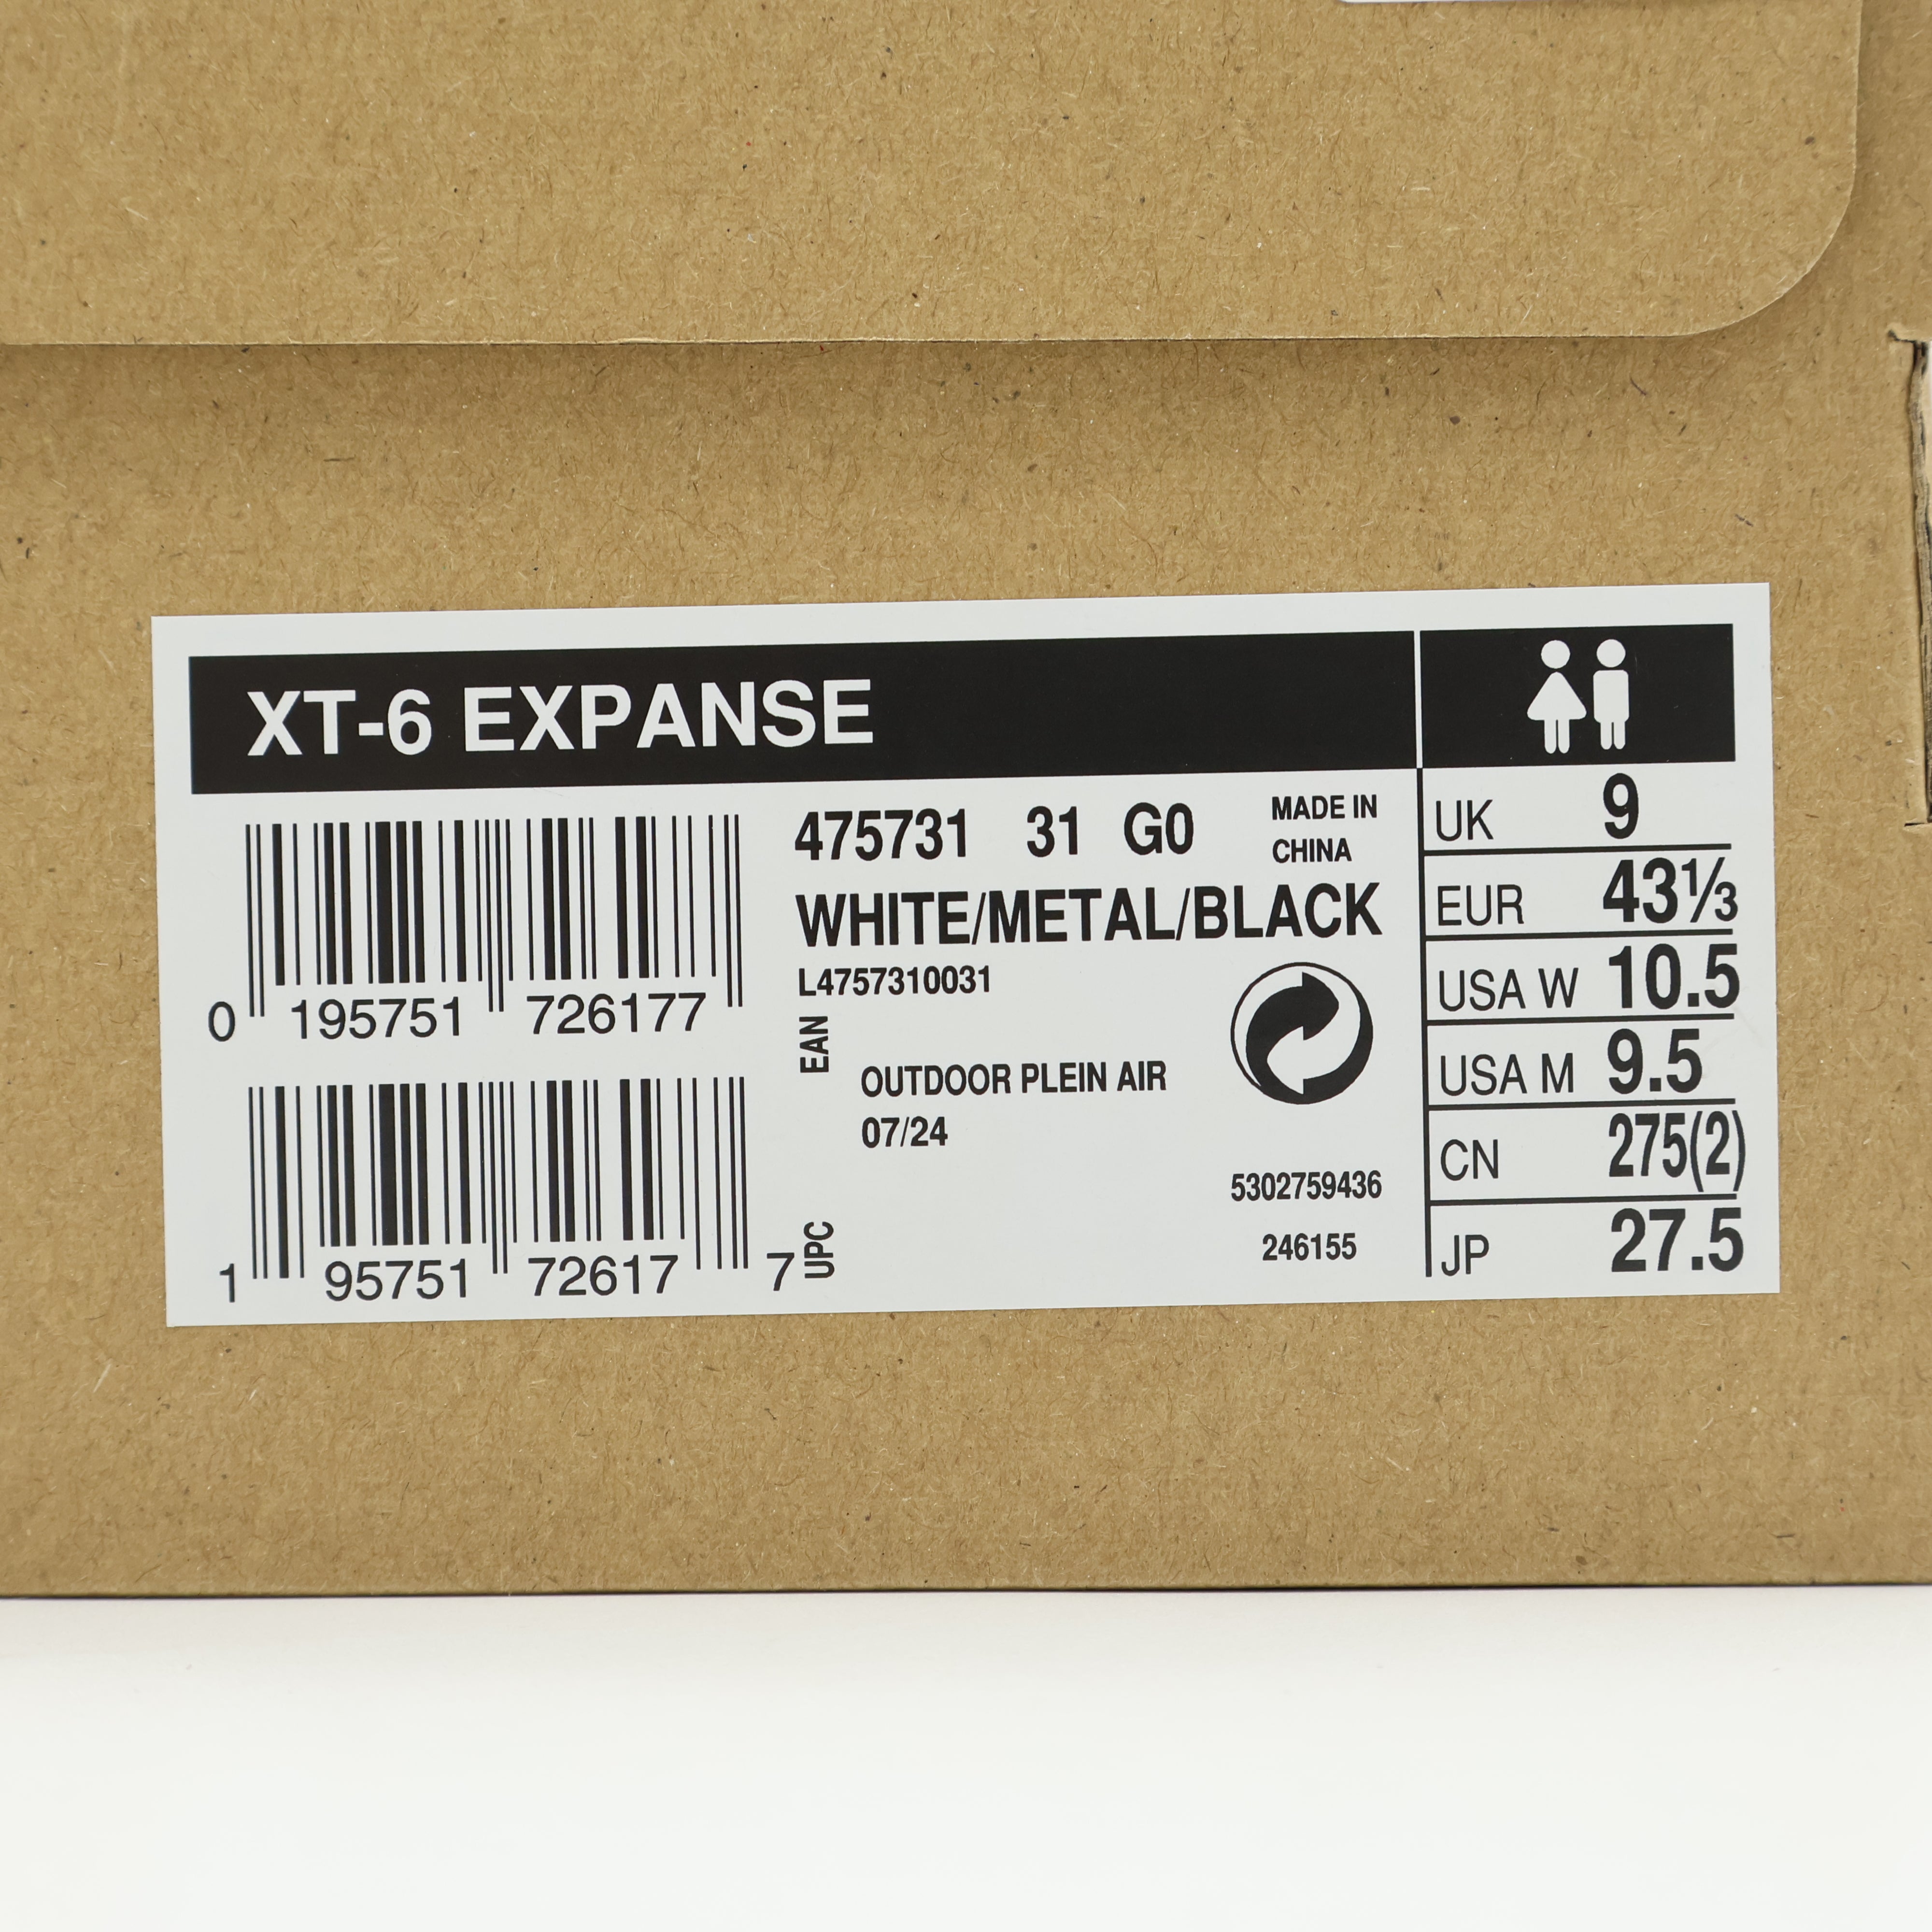 XT-6 EXPANSE
475731 31 G0
MADE IN
CHINA
WHITE/METAL/BLACK
L4757310031
0 195751 726177
EAN
OUTDOOR PLEIN AIR
07/24
5302759436
246155
1 95751 72617 7
UPC
UK 9
EUR 43⅓
USA W 10.5
USA M 9.5
CN 275(2)
JP 27.5